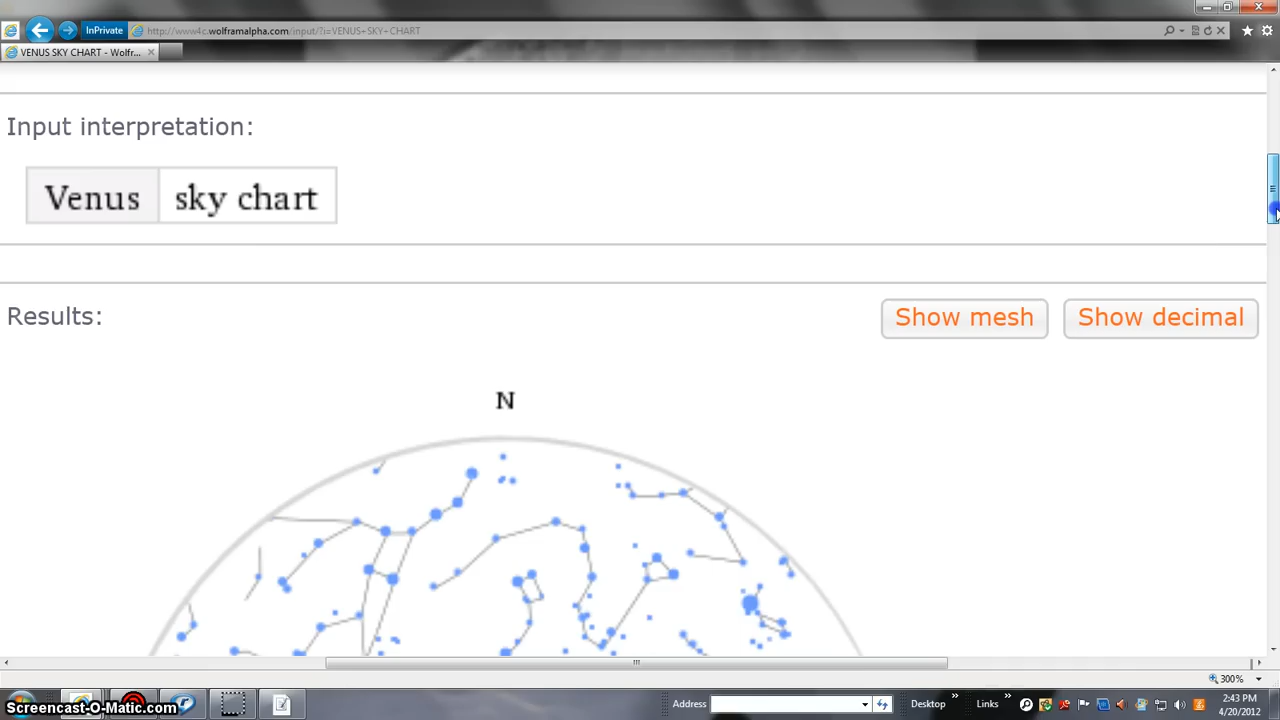 InPrivate
http://www4c.wolframalpha.com/input/?i=VENUS+SKY+CHART
VENUS SKY CHART - Wolfr...
Input interpretation:
Venus sky chart
Results:
Show mesh
Show decimal
N
300%
Address
Desktop
Links
2:43 PM
4/20/2012
Screencast-O-Matic.com